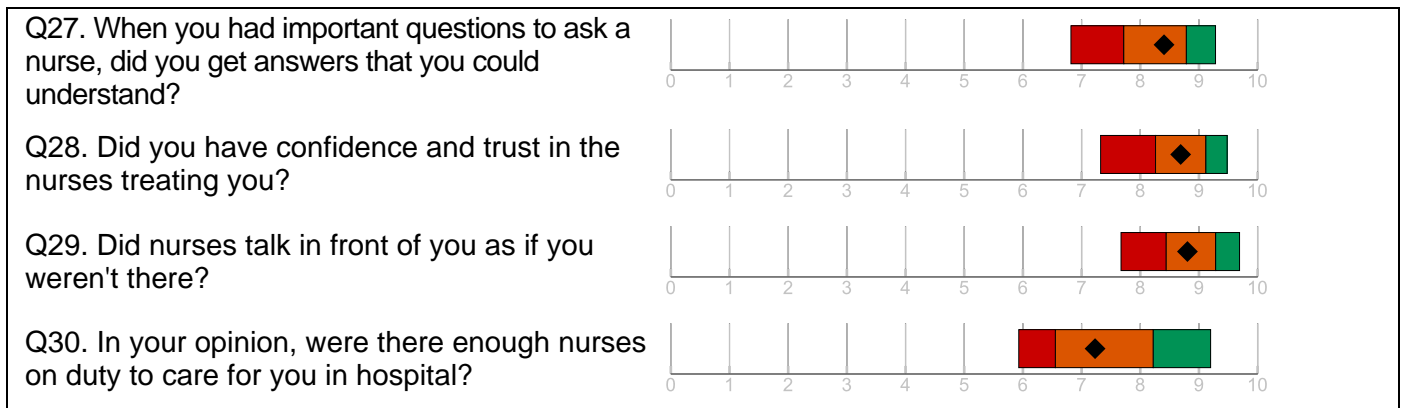 Q27. When you had important questions to ask a
nurse, did you get answers that you could
understand?
0 1 2 3 4 5 6 7 8 9 10
Q28. Did you have confidence and trust in the
nurses treating you?
0 1 2 3 4 5 6 7 8 9 10
Q29. Did nurses talk in front of you as if you
weren't there?
0 1 2 3 4 5 6 7 8 9 10
Q30. In your opinion, were there enough nurses
on duty to care for you in hospital?
0 1 2 3 4 5 6 7 8 9 10